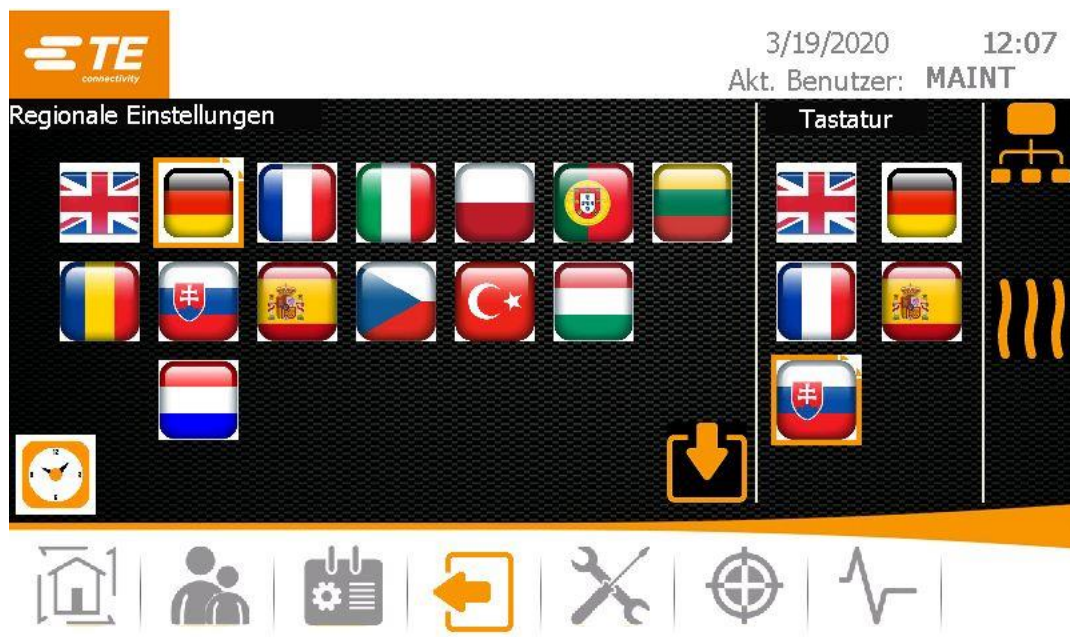 TE
connectivity
3/19/2020 12:07
Akt. Benutzer: MAINT
Regionale Einstellungen
Tastatur